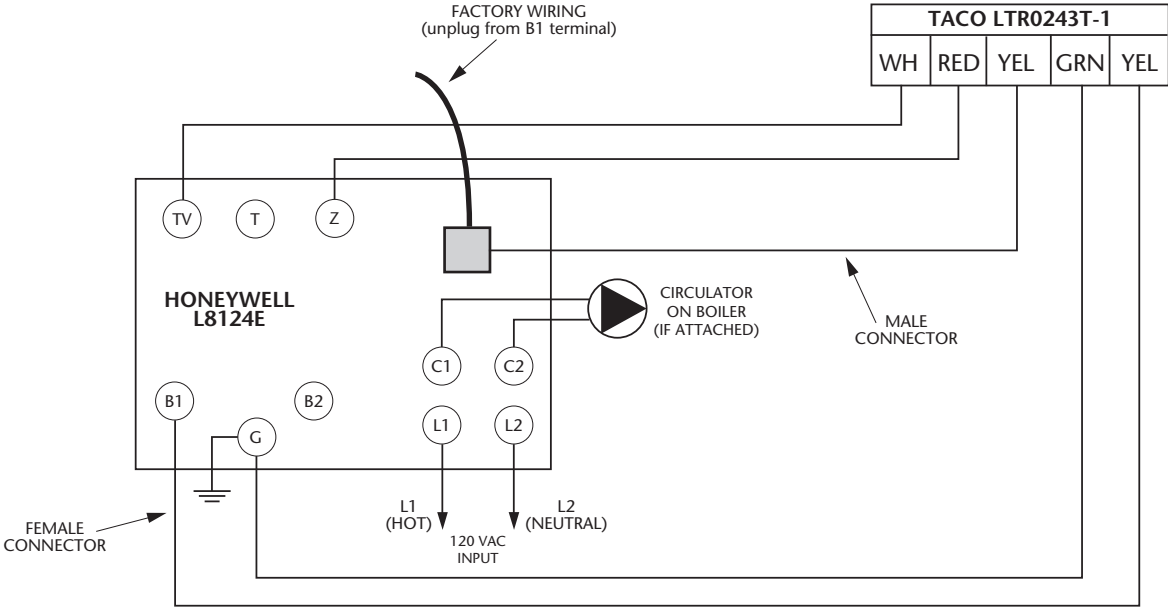 FACTORY WIRING
(unplug from B1 terminal)
TACO LTR0243T-1
WH RED YEL GRN YEL
TV T Z
HONEYWELL
L8124E
CIRCULATOR
ON BOILER
(IF ATTACHED)
MALE
CONNECTOR
C1 C2
B1 B2
G L1 L2
L1
(HOT)
L2
(NEUTRAL)
120 VAC
INPUT
FEMALE
CONNECTOR